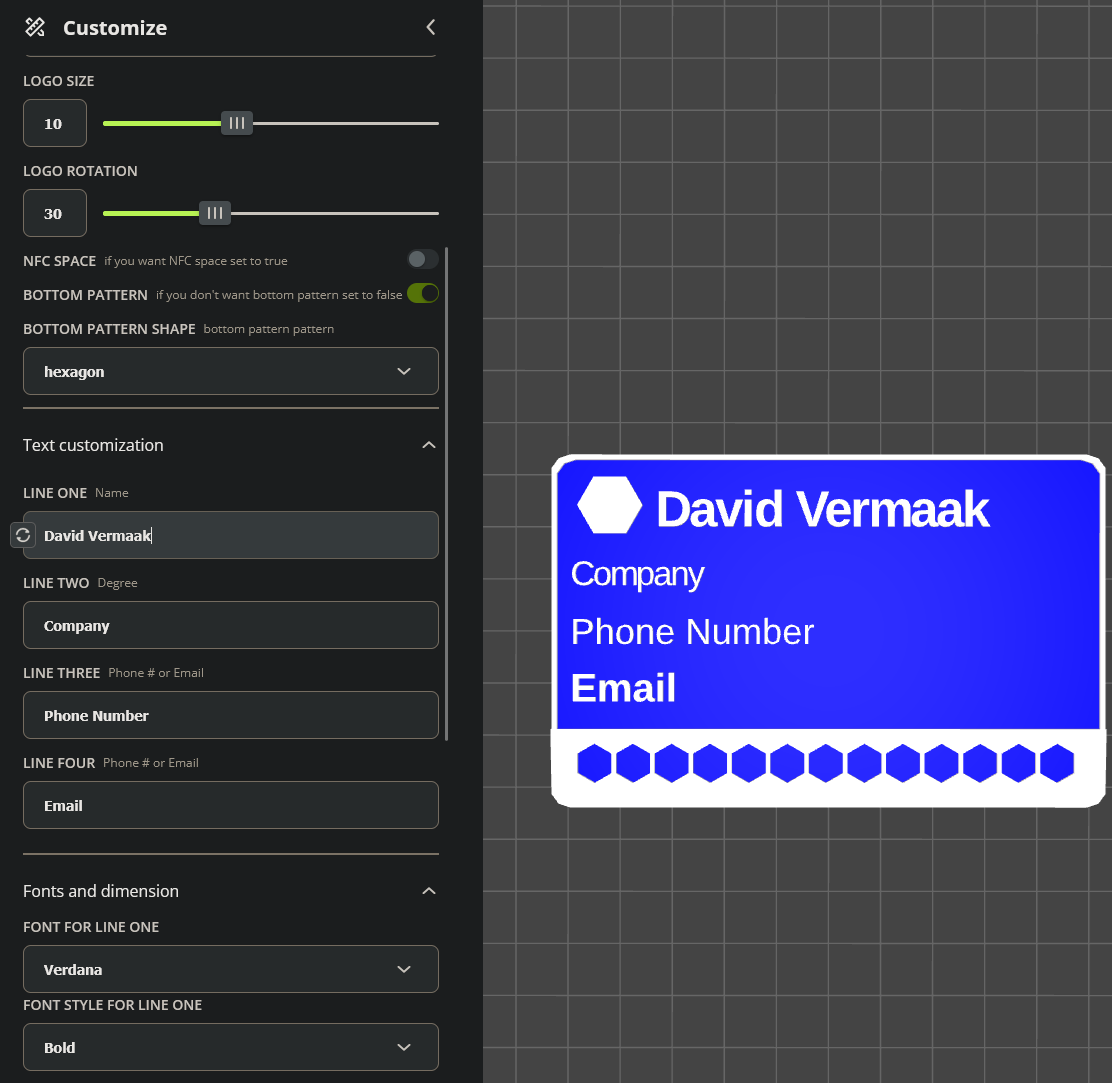 Customize
LOGO SIZE
10
LOGO ROTATION
30
NFC SPACE if you want NFC space set to true
BOTTOM PATTERN if you don't want bottom pattern set to false
BOTTOM PATTERN SHAPE bottom pattern pattern
hexagon
Text customization
LINE ONE Name
David Vermaak
LINE TWO Degree
Company
LINE THREE Phone # or Email
Phone Number
LINE FOUR Phone # or Email
Email
Fonts and dimension
FONT FOR LINE ONE
Verdana
FONT STYLE FOR LINE ONE
Bold
David Vermaak
Company
Phone Number
Email